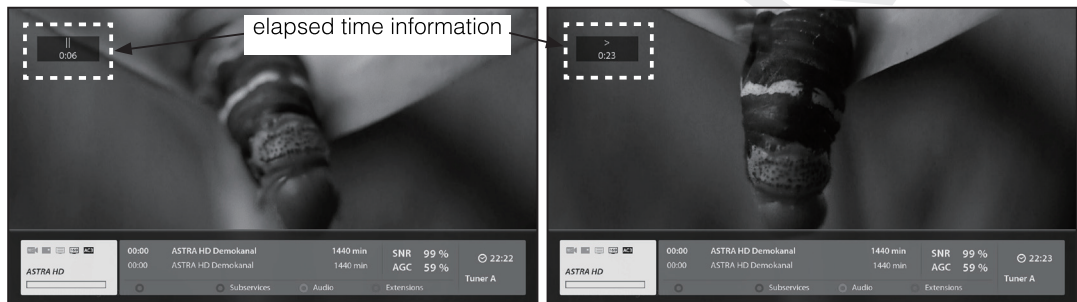 elapsed time information
||
0:06
00:00 ASTRA HD Demokanal 1440 min SNR 99 %
00:00 ASTRA HD Demokanal 1440 min AGC 59 %
22:22
ASTRA HD
Tuner A
Subservices Audio Extensions
>
0:23
00:00 ASTRA HD Demokanal 1440 min SNR 99 %
00:00 ASTRA HD Demokanal 1440 min AGC 59 %
22:23
ASTRA HD
Tuner A
Subservices Audio Extensions